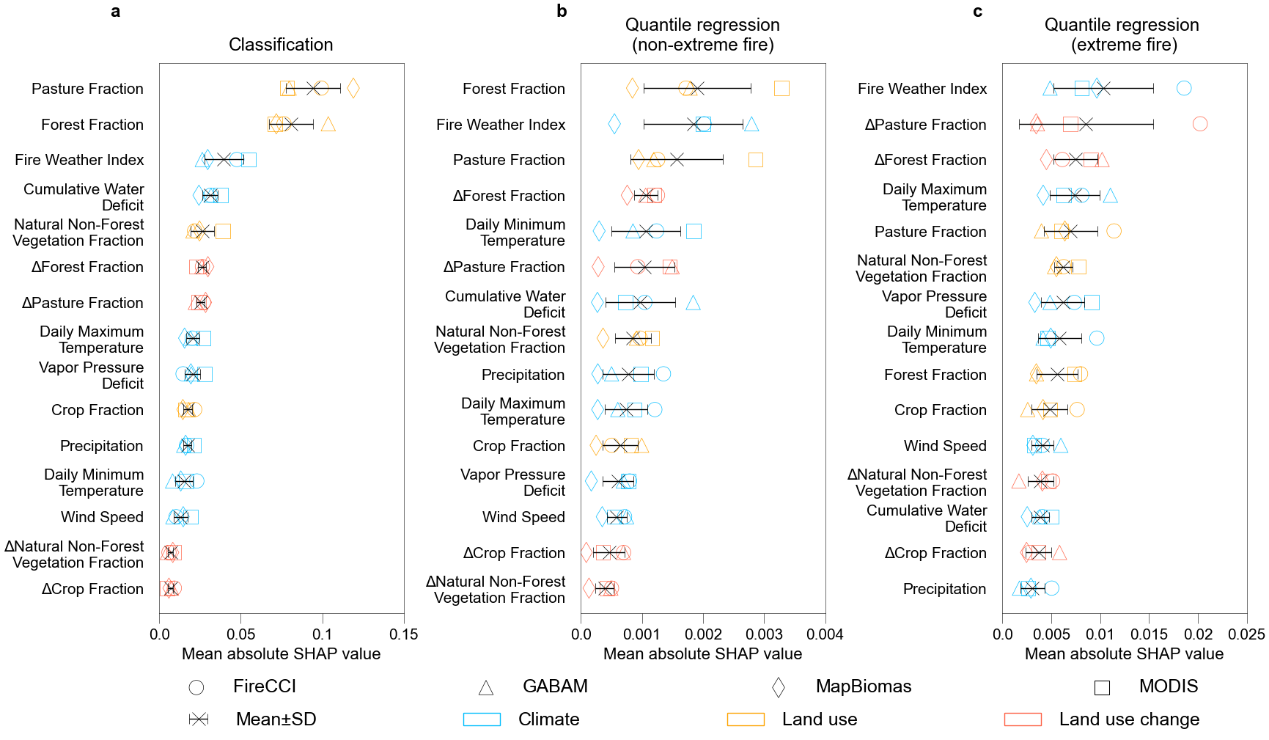 a
Classification
Pasture Fraction
Forest Fraction
Fire Weather Index
Cumulative Water
Deficit
Natural Non-Forest
Vegetation Fraction
ΔForest Fraction
ΔPasture Fraction
Daily Maximum
Temperature
Vapor Pressure
Deficit
Crop Fraction
Precipitation
Daily Minimum
Temperature
Wind Speed
ΔNatural Non-Forest
Vegetation Fraction
ΔCrop Fraction
0.0 0.05 0.1 0.15
Mean absolute SHAP value
b
Quantile regression
(non-extreme fire)
Forest Fraction
Fire Weather Index
Pasture Fraction
ΔForest Fraction
Daily Minimum
Temperature
ΔPasture Fraction
Cumulative Water
Deficit
Natural Non-Forest
Vegetation Fraction
Precipitation
Daily Maximum
Temperature
Crop Fraction
Vapor Pressure
Deficit
Wind Speed
ΔCrop Fraction
ΔNatural Non-Forest
Vegetation Fraction
0.0 0.001 0.002 0.003 0.004
Mean absolute SHAP value
c
Quantile regression
(extreme fire)
Fire Weather Index
ΔPasture Fraction
ΔForest Fraction
Daily Maximum
Temperature
Pasture Fraction
Natural Non-Forest
Vegetation Fraction
Vapor Pressure
Deficit
Daily Minimum
Temperature
Forest Fraction
Crop Fraction
Wind Speed
ΔNatural Non-Forest
Vegetation Fraction
Cumulative Water
Deficit
ΔCrop Fraction
Precipitation
0.0 0.005 0.01 0.015 0.02 0.025
Mean absolute SHAP value
FireCCI GABAM MapBiomas MODIS
Mean±SD Climate Land use Land use change